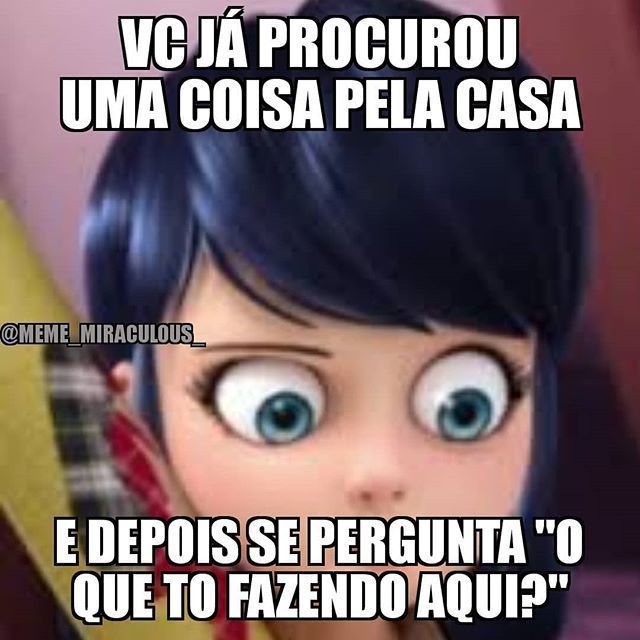 VC JÁ PROCUROU
UMA COISA PELA CASA
@MEME_MIRACULOUS_
E DEPOIS SE PERGUNTA "O
QUE TO FAZENDO AQUI?"